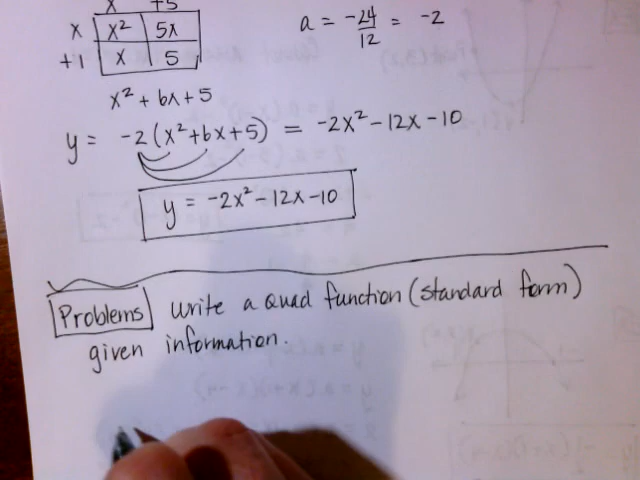 x +5
x x² 5x
+1 x 5
a = -24/12 = -2
x² + 6x + 5
y = -2(x²+6x+5) = -2x² - 12x - 10
y = -2x² - 12x - 10
Problems Write a Quad function (standard form)
given information.